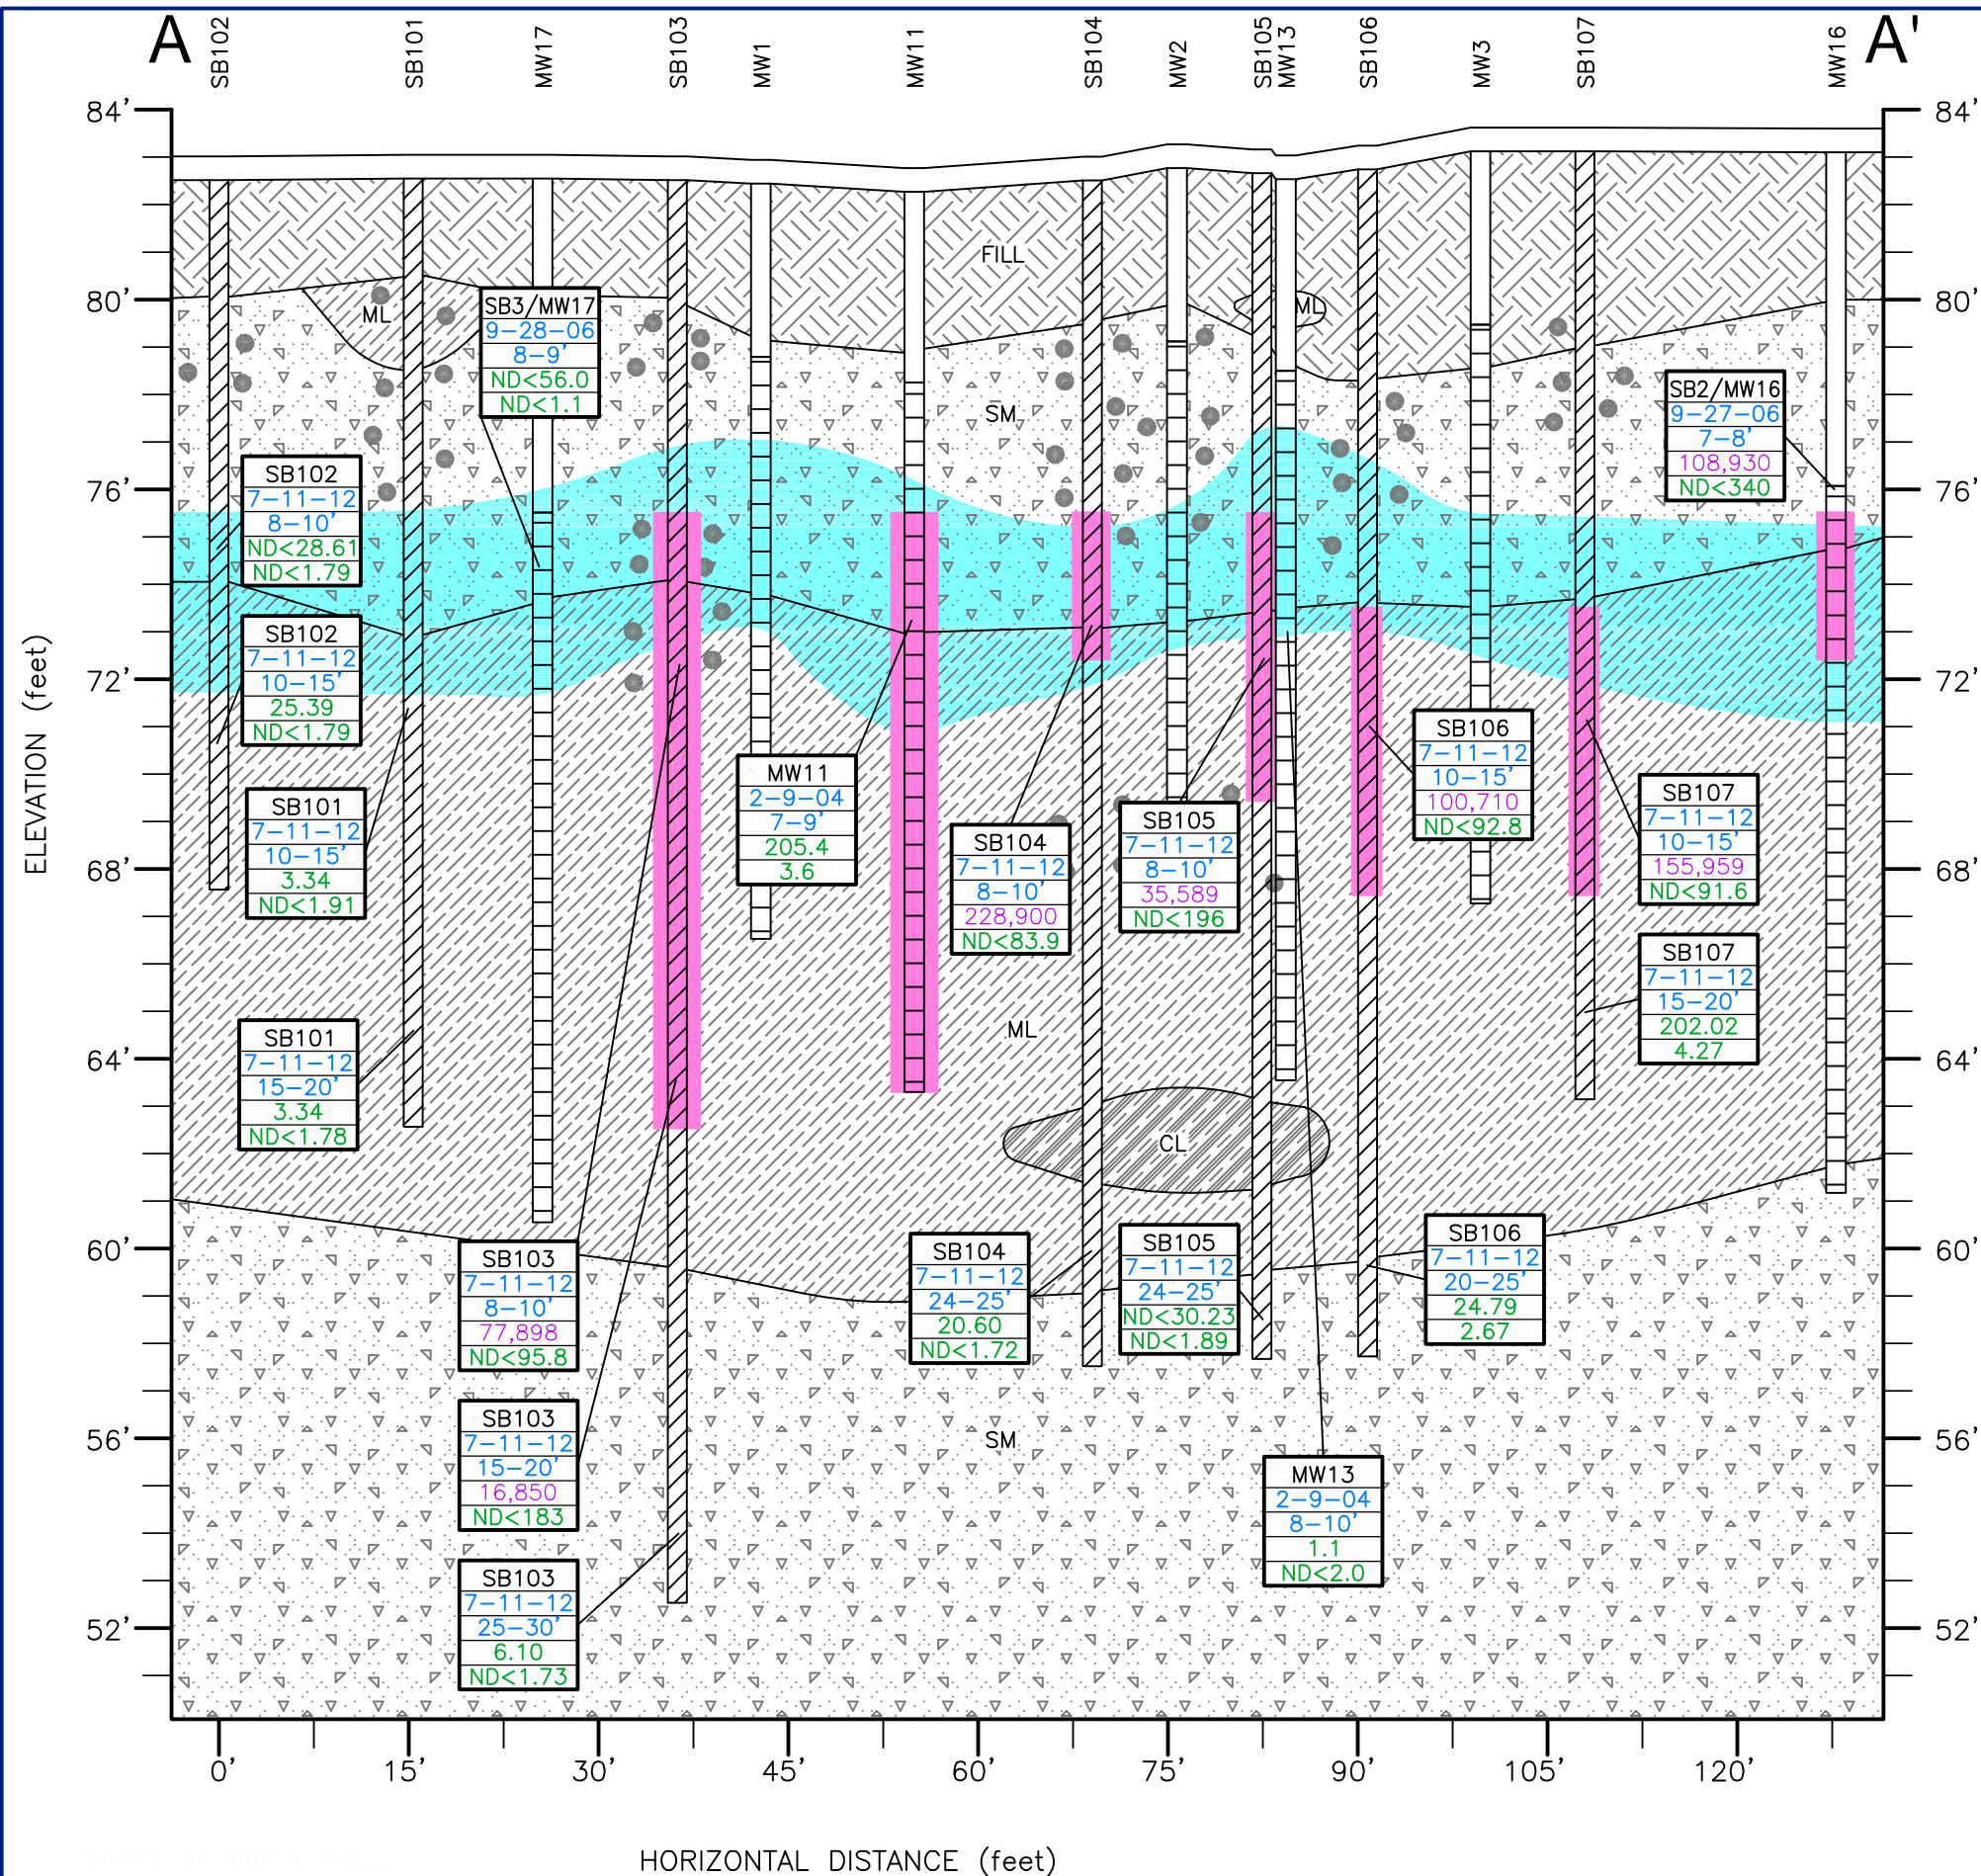 A
SB102
SB101
MW17
SB103
MW1
MW11
SB104
MW2
SB105
MW13
SB106
MW3
SB107
MW16
A'
84'
80'
76'
72'
68'
64'
60'
56'
52'
84'
80'
76'
72'
68'
64'
60'
56'
52'
ELEVATION (feet)
FILL
ML
ML
SM
ML
CL
SM
SB3/MW17
9-28-06
8-9'
ND<56.0
ND<1.1
SB2/MW16
9-27-06
7-8'
108,930
ND<340
SB102
7-11-12
8-10'
ND<28.61
ND<1.79
SB102
7-11-12
10-15'
25.39
ND<1.79
SB101
7-11-12
10-15'
3.34
ND<1.91
SB101
7-11-12
15-20'
3.34
ND<1.78
MW11
2-9-04
7-9'
205.4
3.6
SB104
7-11-12
8-10'
228,900
ND<83.9
SB105
7-11-12
8-10'
35,589
ND<196
SB106
7-11-12
10-15'
100,710
ND<92.8
SB107
7-11-12
10-15'
155,959
ND<91.6
SB107
7-11-12
15-20'
202.02
4.27
SB103
7-11-12
8-10'
77,898
ND<95.8
SB103
7-11-12
15-20'
16,850
ND<183
SB103
7-11-12
25-30'
6.10
ND<1.73
SB104
7-11-12
24-25'
20.60
ND<1.72
SB105
7-11-12
24-25'
ND<30.23
ND<1.89
SB106
7-11-12
20-25'
24.79
2.67
MW13
2-9-04
8-10'
1.1
ND<2.0
0'
15'
30'
45'
60'
75'
90'
105'
120'
START AT FIRST WELL
HORIZONTAL DISTANCE (feet)